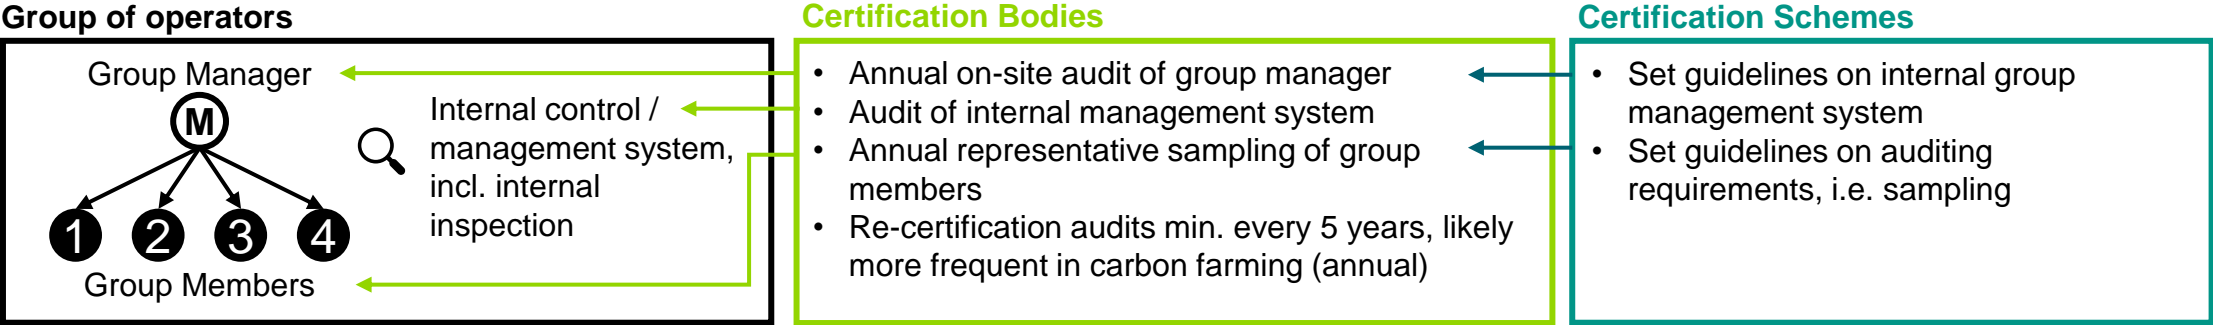 Group of operators
Group Manager
M
1 2 3 4
Group Members
Internal control /
management system,
incl. internal
inspection
Certification Bodies
• Annual on-site audit of group manager
• Audit of internal management system
• Annual representative sampling of group
members
• Re-certification audits min. every 5 years, likely
more frequent in carbon farming (annual)
Certification Schemes
• Set guidelines on internal group
management system
• Set guidelines on auditing
requirements, i.e. sampling